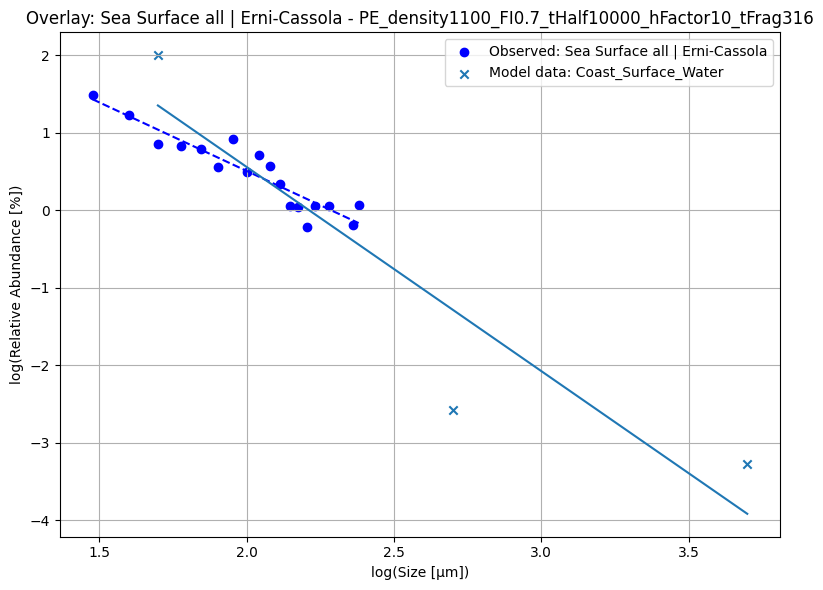 Overlay: Sea Surface all | Erni-Cassola - PE_density1100_FI0.7_tHalf10000_hFactor10_tFrag316
Observed: Sea Surface all | Erni-Cassola
Model data: Coast_Surface_Water
log(Relative Abundance [%])
2
1
0
−1
−2
−3
−4
1.5 2.0 2.5 3.0 3.5
log(Size [μm])